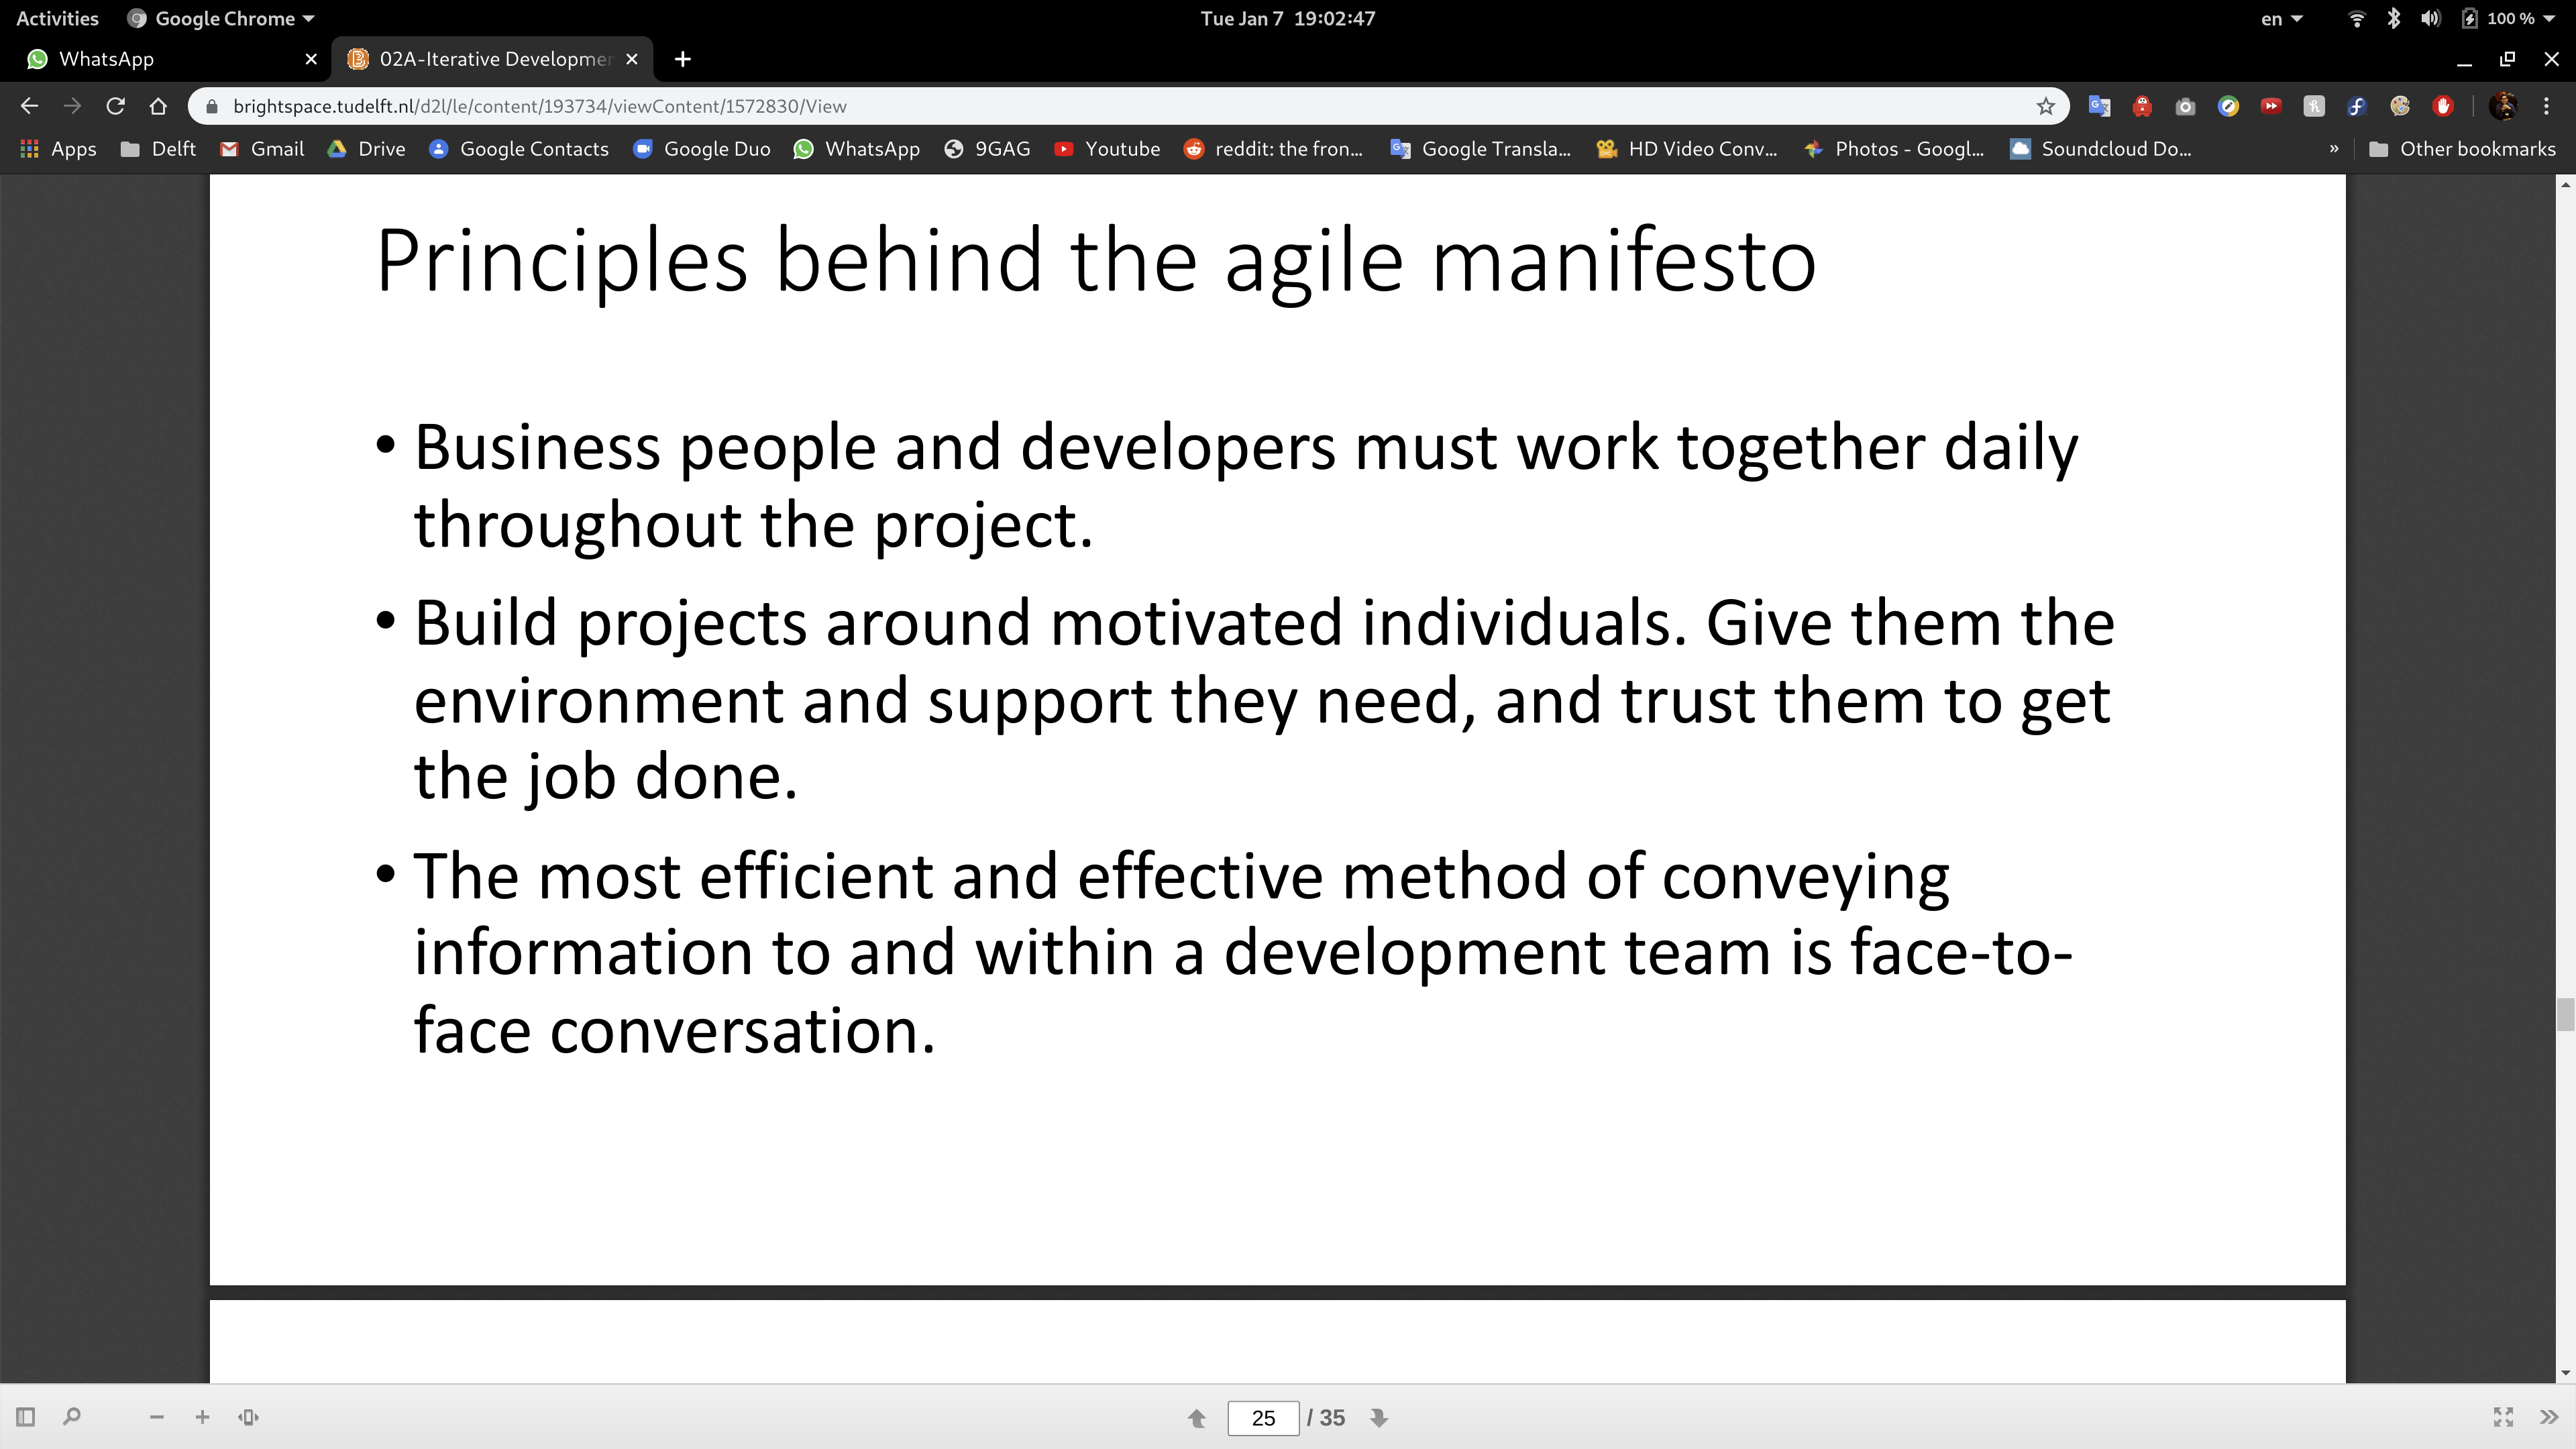 Activities Google Chrome Tue Jan 7 19:02:47 en 100 %
WhatsApp 02A-Iterative Developmen
brightspace.tudelft.nl/d2l/le/content/193734/viewContent/1572830/View
Apps Delft Gmail Drive Google Contacts Google Duo WhatsApp 9GAG Youtube reddit: the fron... Google Transla... HD Video Conv... Photos - Googl... Soundcloud Do... » Other bookmarks
Principles behind the agile manifesto
• Business people and developers must work together daily
throughout the project.
• Build projects around motivated individuals. Give them the
environment and support they need, and trust them to get
the job done.
• The most efficient and effective method of conveying
information to and within a development team is face-to-
face conversation.
25 / 35